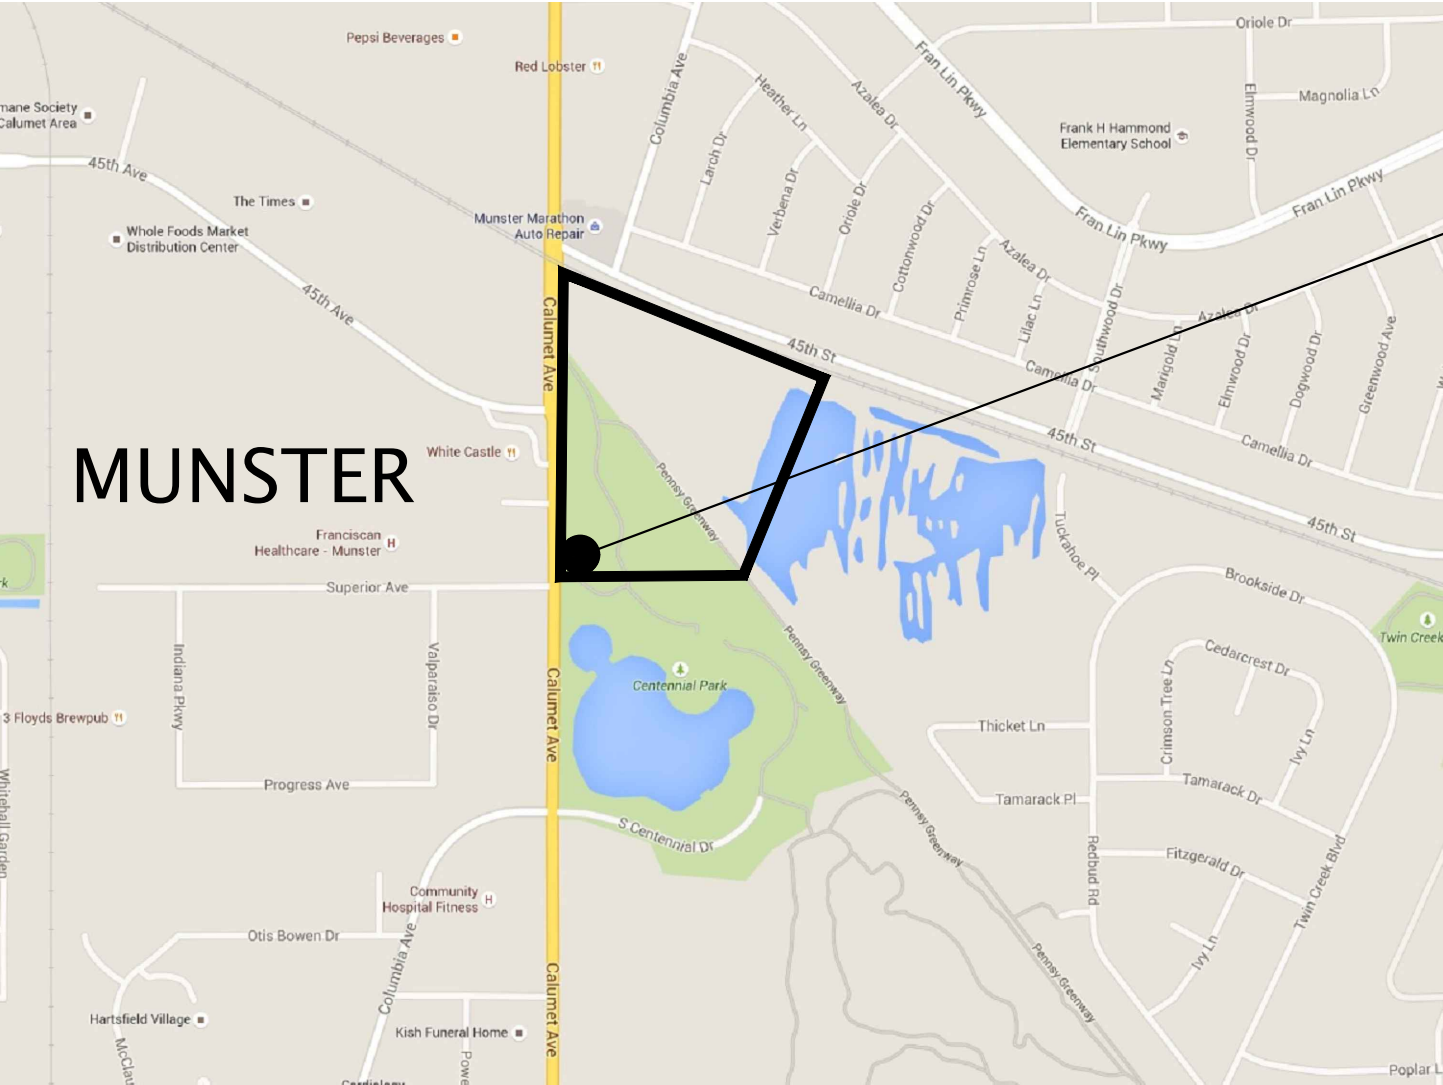 Oriole Dr
Pepsi Beverages
Red Lobster
Fran Lin Pkwy
Columbia Ave
Heather Ln
Azalea Dr
Elmwood Dr
Magnolia Ln
mane Society
Calumet Area
Frank H Hammond
Elementary School
45th Ave
Larch Dr
Verbena Dr
Oriole Dr
Cottonwood Dr
Fran Lin Pkwy
Fran Lin Pkwy
The Times
Whole Foods Market
Distribution Center
Munster Marathon
Auto Repair
Azalea Dr
Primrose Ln
Lilac Ln
Southwood Dr
45th Ave
Calumet Ave
Camellia Dr
Azalea Dr
Marigold Ln
Elmwood Dr
Dogwood Dr
Greenwood Ave
45th St
Camellia Dr
MUNSTER
White Castle
Pennsy Greenway
45th St
Camellia Dr
45th St
Franciscan
Healthcare - Munster
H
Tuckahoe Pl
rk
Superior Ave
Brookside Dr
Indiana Pkwy
Valparaiso Dr
Calumet Ave
Centennial Park
Pennsy Greenway
Twin Creek
Cedarcrest Dr
Crimson Tree Ln
Ivy Ln
3 Floyds Brewpub
Thicket Ln
Whitehall Garden
Progress Ave
Tamarack Pl
Tamarack Dr
S Centennial Dr
Pennsy Greenway
Redbud Rd
Fitzgerald Dr
Twin Creek Blvd
Community
Hospital Fitness
H
Otis Bowen Dr
Columbia Ave
Calumet Ave
Ivy Ln
Pennsy Greenway
Hartsfield Village
Kish Funeral Home
McClau
Powe
Cardiology
Poplar L